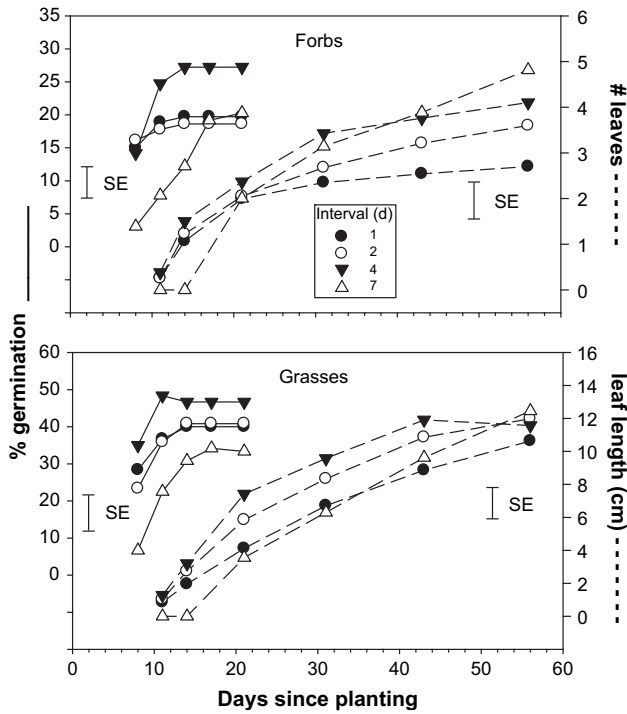 Forbs
35
30
25
20
15
10
5
0
6
5
4
3
2
1
0
# leaves
SE
SE
Interval (d)
1
2
4
7
% germination
Grasses
60
50
40
30
20
10
0
16
14
12
10
8
6
4
2
0
leaf length (cm)
SE
SE
0 10 20 30 40 50 60
Days since planting